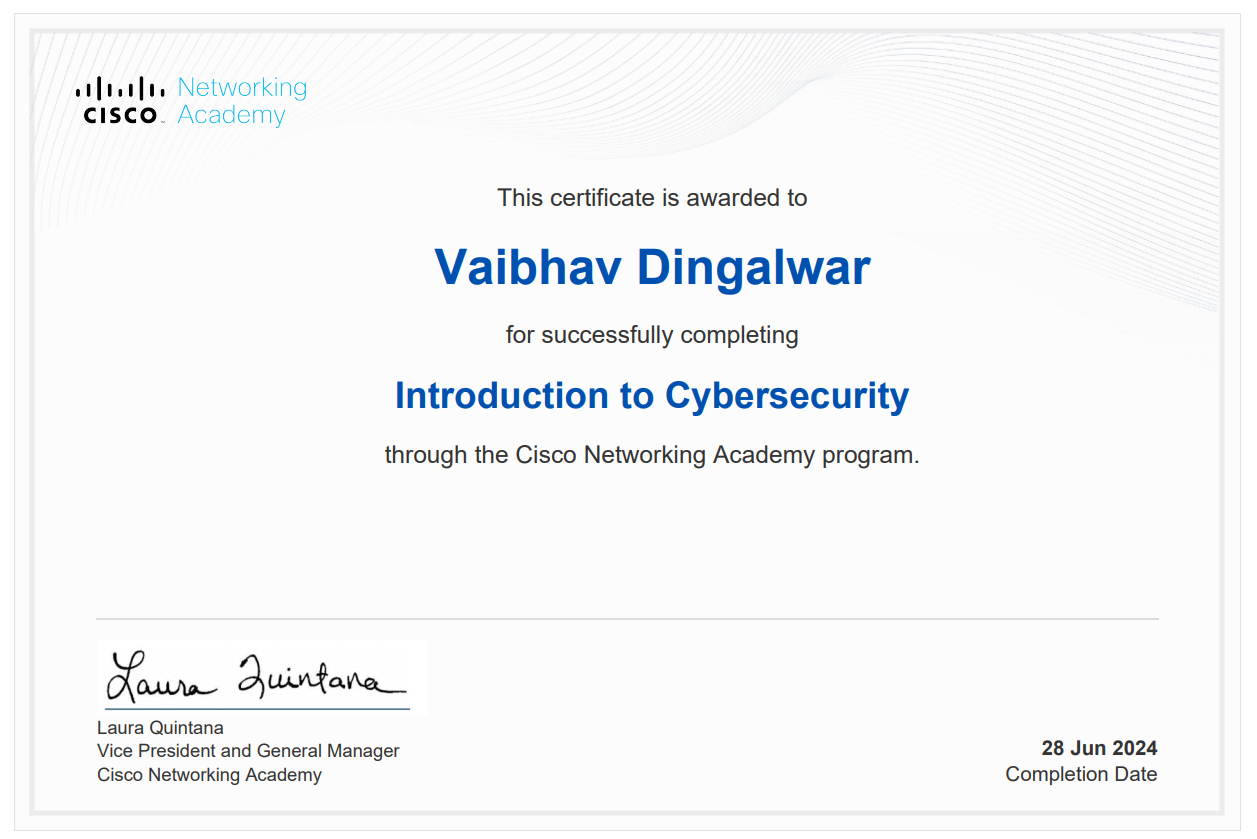 Networking
cisco Academy
This certificate is awarded to
Vaibhav Dingalwar
for successfully completing
Introduction to Cybersecurity
through the Cisco Networking Academy program.
Laura Quintana
Laura Quintana
Vice President and General Manager
Cisco Networking Academy
28 Jun 2024
Completion Date